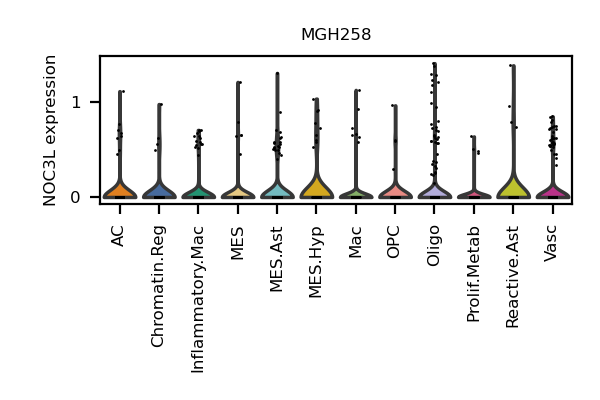 MGH258
NOC3L expression
1
0
AC
Chromatin.Reg
Inflammatory.Mac
MES
MES.Ast
MES.Hyp
Mac
OPC
Oligo
Prolif.Metab
Reactive.Ast
Vasc